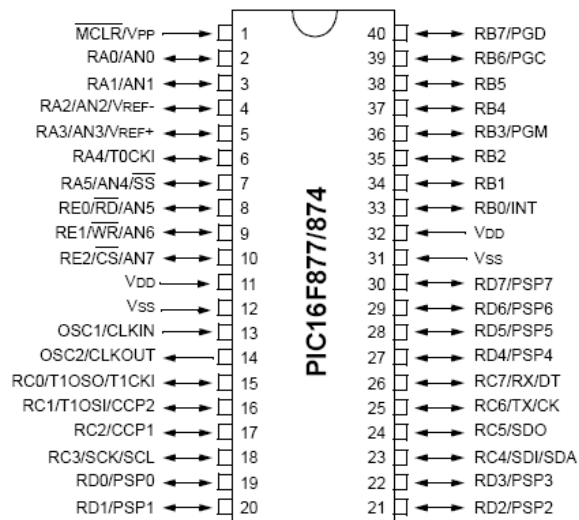 MCLR/VPP 1 40 RB7/PGD
RA0/AN0 2 39 RB6/PGC
RA1/AN1 3 38 RB5
RA2/AN2/VREF- 4 37 RB4
RA3/AN3/VREF+ 5 36 RB3/PGM
RA4/T0CKI 6 35 RB2
RA5/AN4/SS 7 34 RB1
RE0/RD/AN5 8 33 RB0/INT
RE1/WR/AN6 9 32 VDD
RE2/CS/AN7 10 31 VSS
VDD 11 30 RD7/PSP7
VSS 12 29 RD6/PSP6
OSC1/CLKIN 13 28 RD5/PSP5
OSC2/CLKOUT 14 27 RD4/PSP4
RC0/T1OSO/T1CKI 15 26 RC7/RX/DT
RC1/T1OSI/CCP2 16 25 RC6/TX/CK
RC2/CCP1 17 24 RC5/SDO
RC3/SCK/SCL 18 23 RC4/SDI/SDA
RD0/PSP0 19 22 RD3/PSP3
RD1/PSP1 20 21 RD2/PSP2
PIC16F877/874